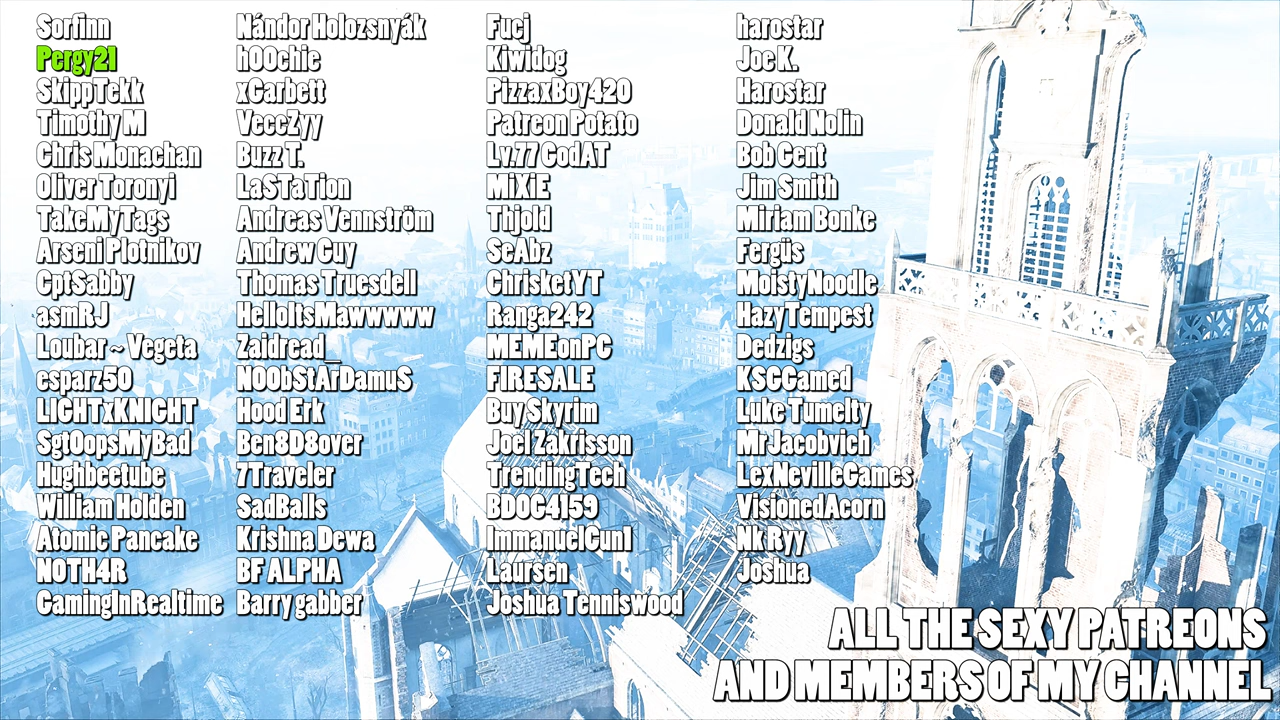 Sorfinn
Pergy21
SkippTekk
Timothy M
Chris Monachan
Oliver Toronyi
TakeMyTags
Arseni Plotnikov
CptSabby
asmRJ
Loubar ~ Vegeta
esparz50
LIGHTxKNIGHT
SgtOopsMyBad
Hughbeetube
William Holden
Atomic Pancake
NOTH4R
GamingInRealtime
Nándor Holozsnyák
h00chie
xGarbett
VeccZyy
Buzz T.
LaSTaTion
Andreas Vennström
Andrew Guy
Thomas Truesdell
HelloItsMawwwww
Zaidread_
N00bStArDamuS
Hood Erk
Ben8D8over
7Traveler
SadBalls
Krishna Dewa
BF ALPHA
Barry gabber
Fucj
Kiwidog
PizzaxBoy420
Patreon Potato
Lv.77 GodAT
MiXiE
Thjold
SeAbz
ChrisketYT
Ranga242
MEMEonPC
FIRESALE
Buy Skyrim
Joel Zakrisson
TrendingTech
BDOG4159
ImmanuelGun1
Laursen
Joshua Tenniswood
harostar
Joe K.
Harostar
Donald Nolin
Bob Gent
Jim Smith
Miriam Bonke
Fergüs
MoistyNoodle
HazyTempest
Dedzigs
KSGGamed
Luke Tumelty
MrJacobvich
LexNevilleGames
VisionedAcorn
Nk Ryy
Joshua
ALL THE SEXY PATREONS
AND MEMBERS OF MY CHANNEL